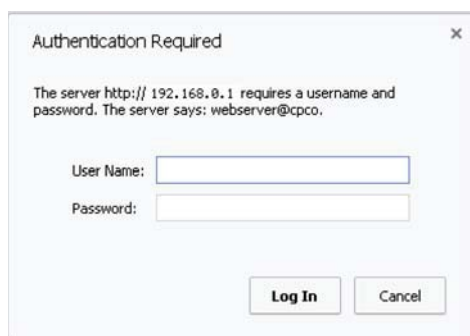 Authentication Required
The server http:// 192.168.0.1 requires a username and
password. The server says: webserver@cpco.
User Name:
Password:
Log In
Cancel